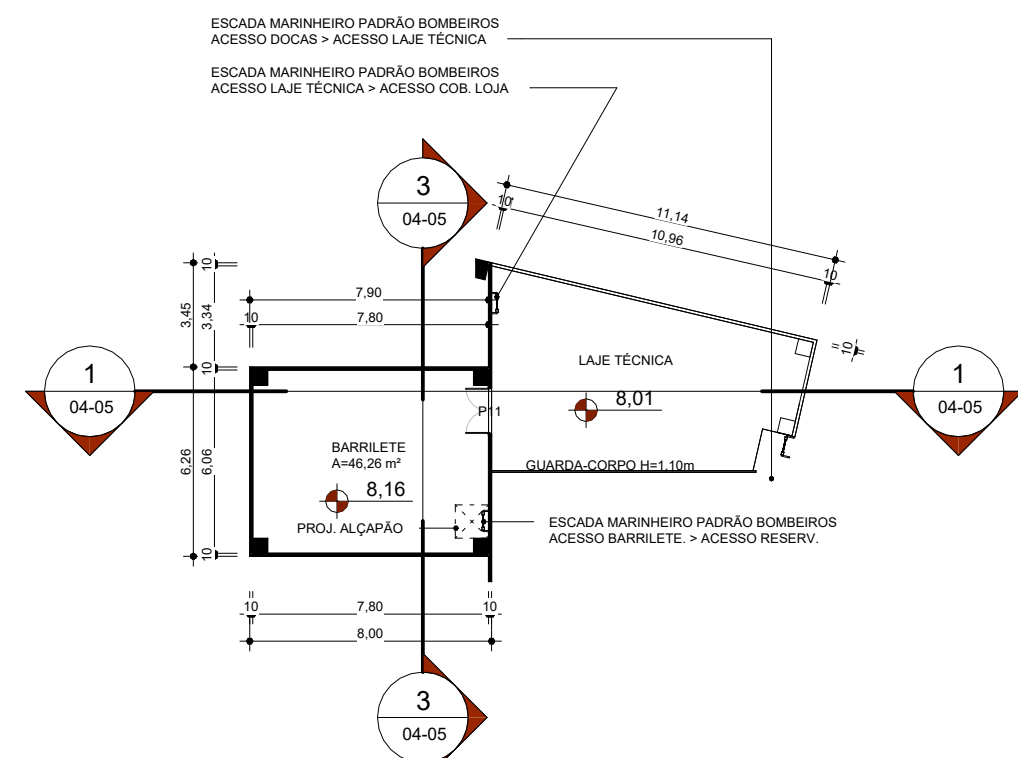 ESCADA MARINHEIRO PADRÃO BOMBEIROS
ACESSO DOCAS > ACESSO LAJE TÉCNICA
ESCADA MARINHEIRO PADRÃO BOMBEIROS
ACESSO LAJE TÉCNICA > ACESSO COB. LOJA
3
04-05
10
11,14
10,96
10
10
3,45
3,34
7,90
10
7,80
10
LAJE TÉCNICA
10
1
04-05
8,01
1
04-05
P11
BARRILETE
A=46,26 m²
6,26
6,06
GUARDA-CORPO H=1,10m
8,16
PROJ. ALÇAPÃO
ESCADA MARINHEIRO PADRÃO BOMBEIROS
ACESSO BARRILETE. > ACESSO RESERV.
10
10
7,80
10
8,00
3
04-05